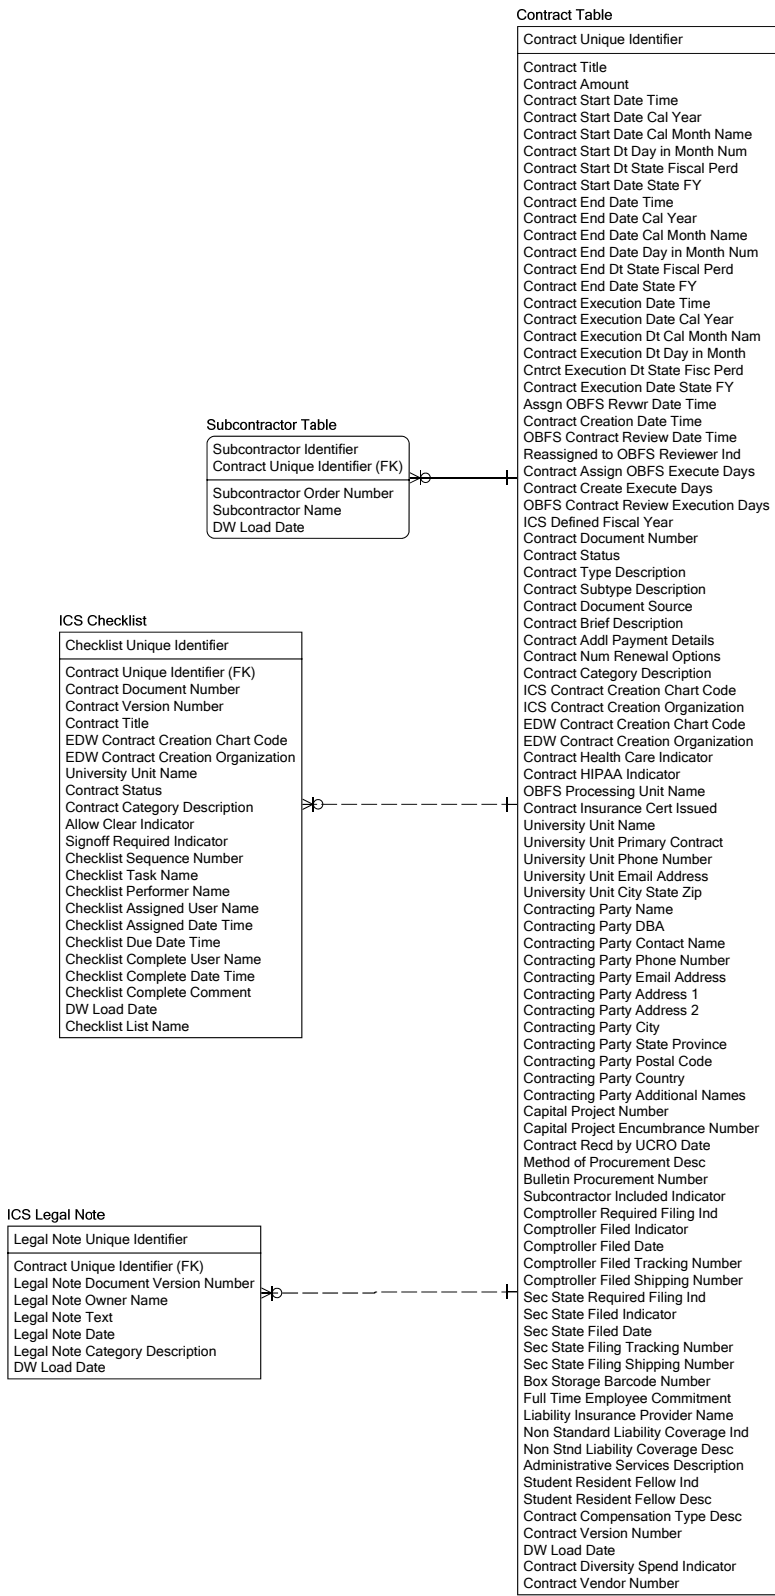 Contract Table
Contract Unique Identifier
Contract Title
Contract Amount
Contract Start Date Time
Contract Start Date Cal Year
Contract Start Date Cal Month Name
Contract Start Dt Day in Month Num
Contract Start Dt State Fiscal Perd
Contract Start Date State FY
Contract End Date Time
Contract End Date Cal Year
Contract End Date Cal Month Name
Contract End Date Day in Month Num
Contract End Dt State Fiscal Perd
Contract End Date State FY
Contract Execution Date Time
Contract Execution Date Cal Year
Contract Execution Dt Cal Month Nam
Contract Execution Dt Day in Month
Cntrct Execution Dt State Fisc Perd
Contract Execution Date State FY
Assgn OBFS Revwr Date Time
Contract Creation Date Time
OBFS Contract Review Date Time
Reassigned to OBFS Reviewer Ind
Contract Assign OBFS Execute Days
Contract Create Execute Days
OBFS Contract Review Execution Days
ICS Defined Fiscal Year
Contract Document Number
Contract Status
Contract Type Description
Contract Subtype Description
Contract Document Source
Contract Brief Description
Contract Addl Payment Details
Contract Num Renewal Options
Contract Category Description
ICS Contract Creation Chart Code
ICS Contract Creation Organization
EDW Contract Creation Chart Code
EDW Contract Creation Organization
Contract Health Care Indicator
Contract HIPAA Indicator
OBFS Processing Unit Name
Contract Insurance Cert Issued
University Unit Name
University Unit Primary Contract
University Unit Phone Number
University Unit Email Address
University Unit City State Zip
Contracting Party Name
Contracting Party DBA
Contracting Party Contact Name
Contracting Party Phone Number
Contracting Party Email Address
Contracting Party Address 1
Contracting Party Address 2
Contracting Party City
Contracting Party State Province
Contracting Party Postal Code
Contracting Party Country
Contracting Party Additional Names
Capital Project Number
Capital Project Encumbrance Number
Contract Recd by UCRO Date
Method of Procurement Desc
Bulletin Procurement Number
Subcontractor Included Indicator
Comptroller Required Filing Ind
Comptroller Filed Indicator
Comptroller Filed Date
Comptroller Filed Tracking Number
Comptroller Filed Shipping Number
Sec State Required Filing Ind
Sec State Filed Indicator
Sec State Filed Date
Sec State Filing Tracking Number
Sec State Filing Shipping Number
Box Storage Barcode Number
Full Time Employee Commitment
Liability Insurance Provider Name
Non Standard Liability Coverage Ind
Non Stnd Liability Coverage Desc
Administrative Services Description
Student Resident Fellow Ind
Student Resident Fellow Desc
Contract Compensation Type Desc
Contract Version Number
DW Load Date
Contract Diversity Spend Indicator
Contract Vendor Number
Subcontractor Table
Subcontractor Identifier
Contract Unique Identifier (FK)
Subcontractor Order Number
Subcontractor Name
DW Load Date
ICS Checklist
Checklist Unique Identifier
Contract Unique Identifier (FK)
Contract Document Number
Contract Version Number
Contract Title
EDW Contract Creation Chart Code
EDW Contract Creation Organization
University Unit Name
Contract Status
Contract Category Description
Allow Clear Indicator
Signoff Required Indicator
Checklist Sequence Number
Checklist Task Name
Checklist Performer Name
Checklist Assigned User Name
Checklist Assigned Date Time
Checklist Due Date Time
Checklist Complete User Name
Checklist Complete Date Time
Checklist Complete Comment
DW Load Date
Checklist List Name
ICS Legal Note
Legal Note Unique Identifier
Contract Unique Identifier (FK)
Legal Note Document Version Number
Legal Note Owner Name
Legal Note Text
Legal Note Date
Legal Note Category Description
DW Load Date